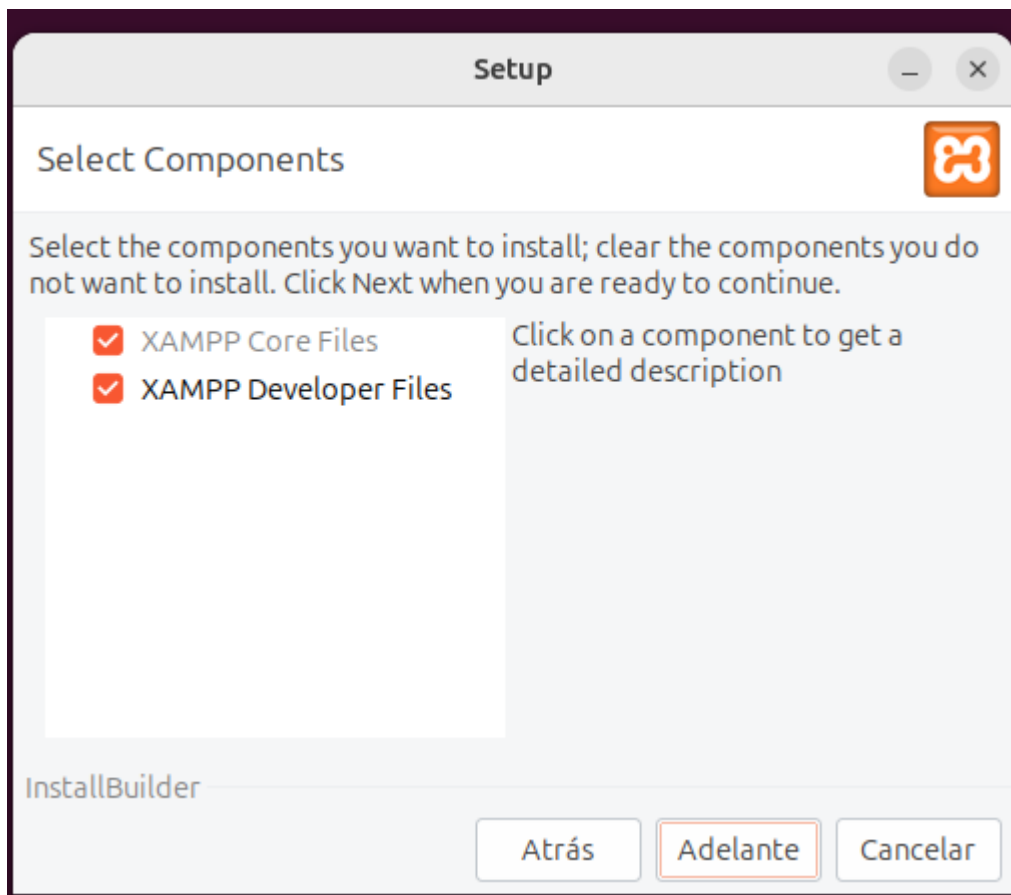 Setup
Select Components
Select the components you want to install; clear the components you do
not want to install. Click Next when you are ready to continue.
XAMPP Core Files
XAMPP Developer Files
Click on a component to get a
detailed description
InstallBuilder
Atrás
Adelante
Cancelar